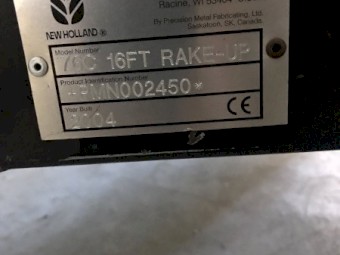 Racine, WI 53404
By Precision Metal Fabricating, Ltd.
Saskatoon, SK, Canada.
NEW HOLLAND
Model Number
16FT RAKE-UP
Product Identification Number
MN002450*
Year Built
2004
CE